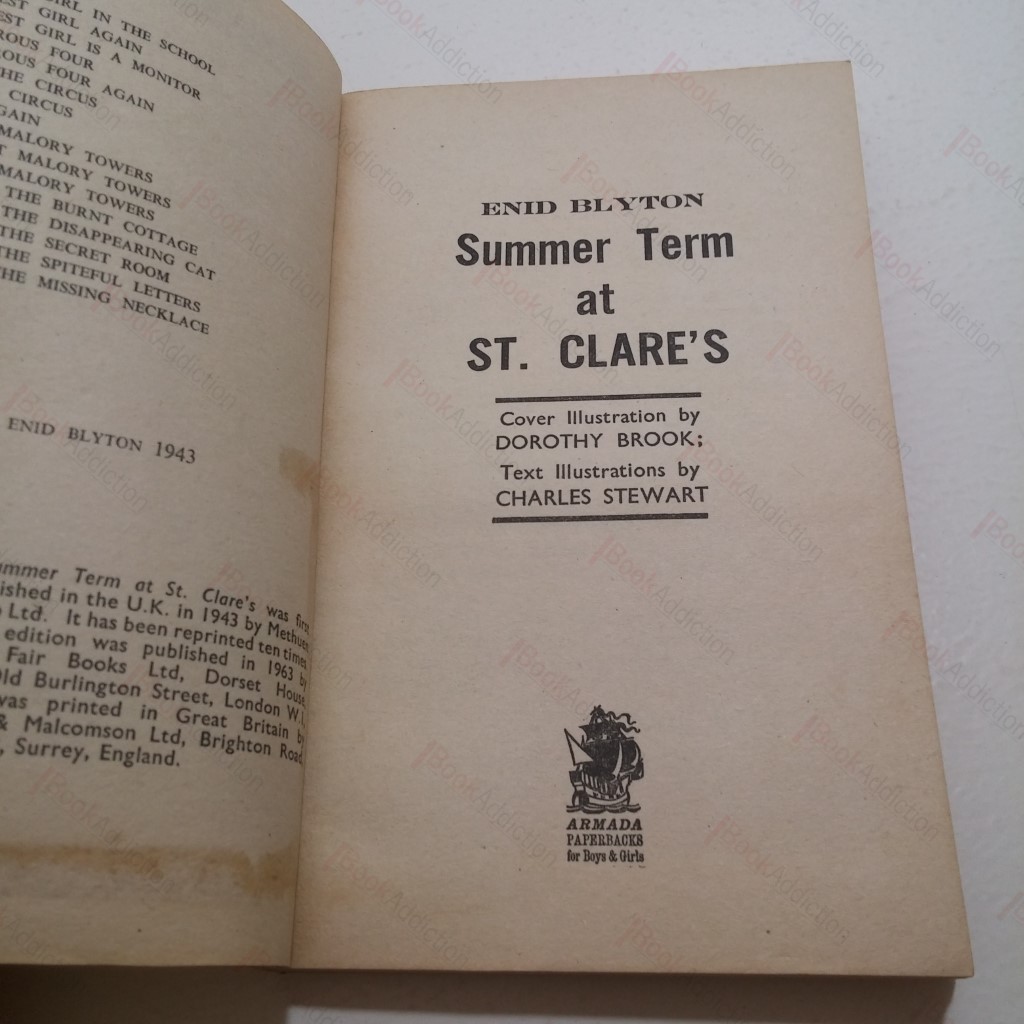 GIRL IN THE SCHOOL
EST GIRL AGAIN
EST GIRL IS A MONITOR
ROUS FOUR
ROUS FOUR AGAIN
THE CIRCUS
CIRCUS
GAIN
MALORY TOWERS
T MALORY TOWERS
MALORY TOWERS
THE BURNT COTTAGE
THE DISAPPEARING CAT
THE SECRET ROOM
THE SPITEFUL LETTERS
HE MISSING NECKLACE
ENID BLYTON 1943
ummer Term at St. Clare's was first
ished in the U.K. in 1943 by Methuen
Ltd. It has been reprinted ten times
edition was published in 1963 by
Fair Books Ltd, Dorset House,
Old Burlington Street, London W.1.
was printed in Great Britain by
& Malcomson Ltd, Brighton Road
, Surrey, England.
ENID BLYTON
Summer Term
at
ST. CLARE'S
Cover Illustration by
DOROTHY BROOK;
Text Illustrations by
CHARLES STEWART
ARMADA
PAPERBACKS
for Boys & Girls
BookAddiction